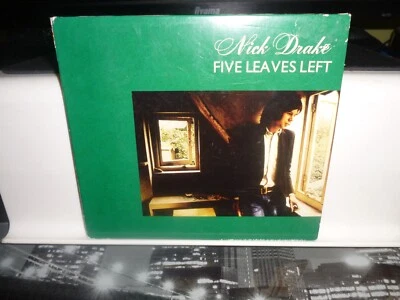 Nick Drake
FIVE LEAVES LEFT